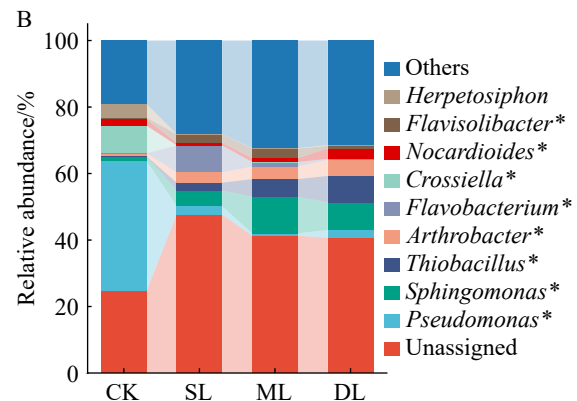 B
Relative abundance/%
100
80
60
40
20
0
CK SL ML DL
Others
Herpetosiphon
Flavisolibacter*
Nocardioides*
Crossiella*
Flavobacterium*
Arthrobacter*
Thiobacillus*
Sphingomonas*
Pseudomonas*
Unassigned